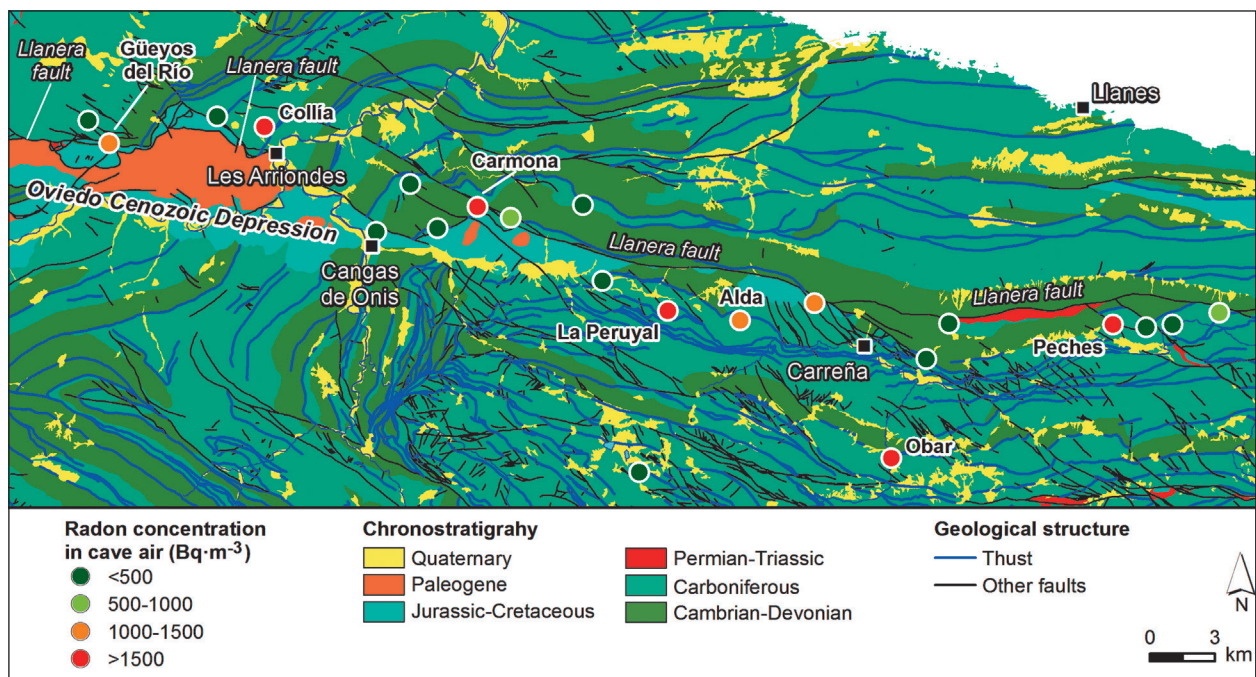 Llanera
fault
Güeyos
del Río
Llanera fault
Collía
Llanes
Les Arriondes
Carmona
Oviedo Cenozoic Depression
Cangas
de Onis
Llanera fault
Alda
La Peruyal
Llanera fault
Peches
Carreña
Obar
Radon concentration
in cave air (Bq·m⁻³)
<500
500-1000
1000-1500
>1500
Chronostratigrahy
Quaternary
Paleogene
Jurassic-Cretaceous
Permian-Triassic
Carboniferous
Cambrian-Devonian
Geological structure
Thust
Other faults
N
0 3
km